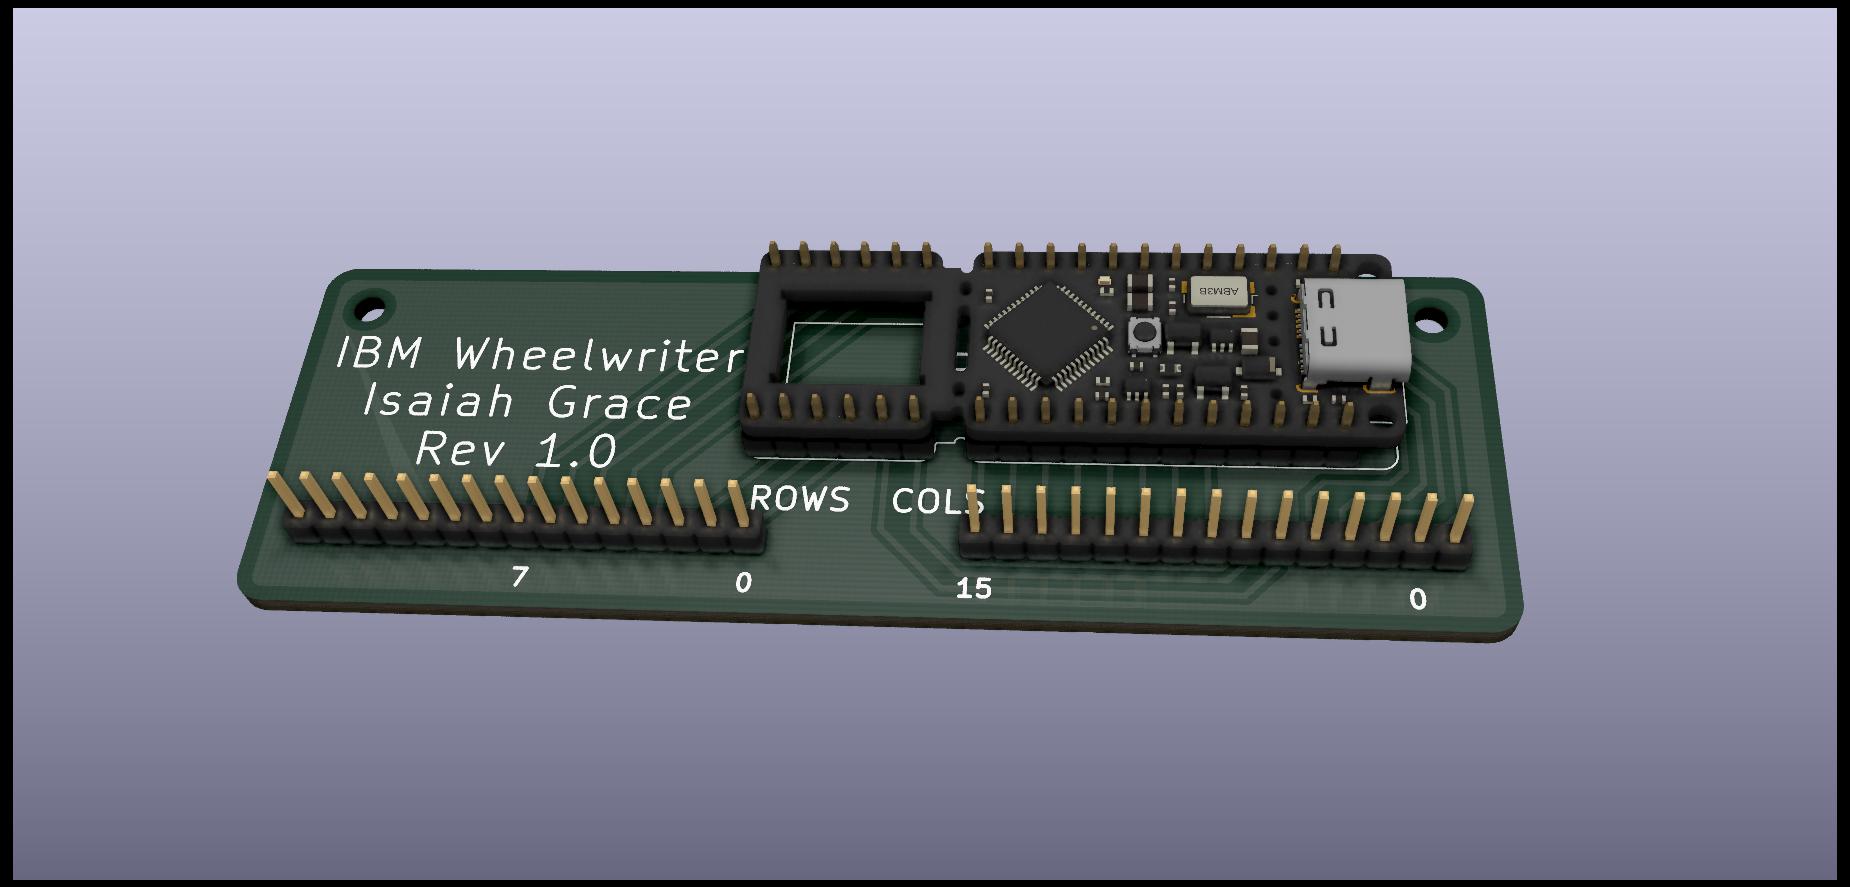 ABM3B
IBM Wheelwriter
Isaiah Grace
Rev 1.0
ROWS COLS
7 0 15 0